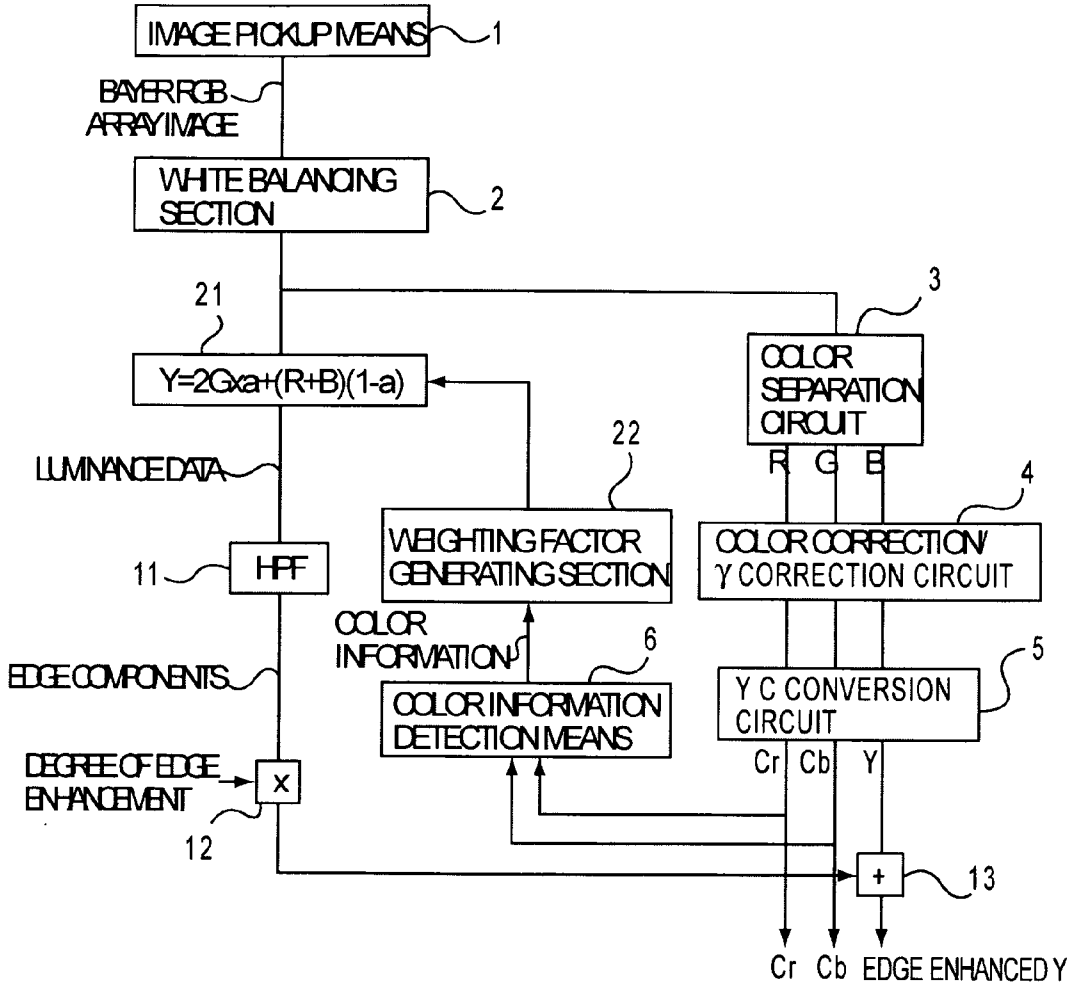 IMAGE PICKUP MEANS
1
BAYER RGB
ARRAY IMAGE
WHITE BALANCING
SECTION
2
21
Y=2Gxa+(R+B)(1-a)
3
COLOR
SEPARATION
CIRCUIT
R G B
LUMINANCE DATA
22
WEIGHTING FACTOR
GENERATING SECTION
4
COLOR CORRECTION/
γ CORRECTION CIRCUIT
11
HPF
COLOR
INFORMATION
6
EDGE COMPONENTS
COLOR INFORMATION
DETECTION MEANS
5
Y C CONVERSION
CIRCUIT
Cr Cb Y
DEGREE OF EDGE
ENHANCEMENT
X
12
+
13
Cr Cb EDGE ENHANCED Y